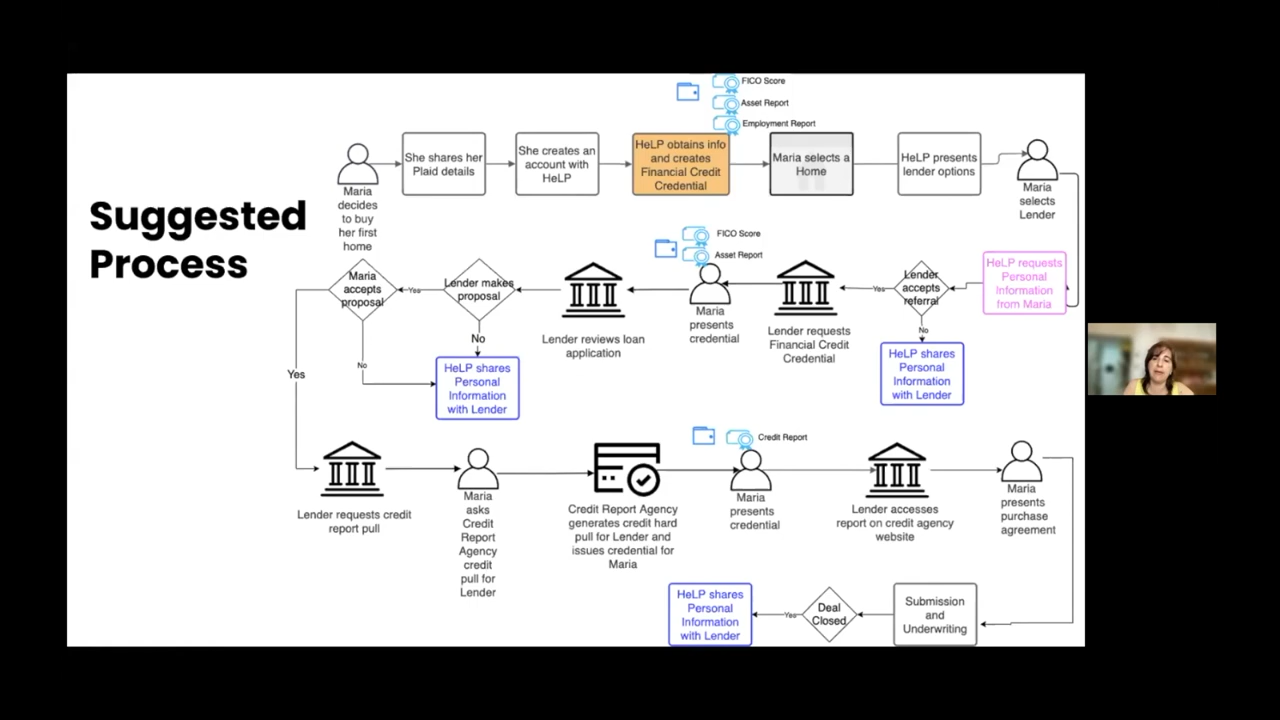 FICO Score
Asset Report
Employment Report
She shares her
Plaid details
She creates an
account with
HeLP
HeLP obtains info
and creates
Financial Credit
Credential
Maria selects a
Home
HeLP presents
lender options
Maria
decides
to buy
her first
home
Maria
selects
Lender
Suggested
Process
FICO Score
Asset Report
Maria
accepts
proposal
Yes
Lender makes
proposal
Lender reviews loan
application
Maria
presents
credential
Lender requests
Financial Credit
Credential
Yes
Lender
accepts
referral
HeLP requests
Personal
Information
from Maria
No
No
No
Yes
HeLP shares
Personal
Information
with Lender
HeLP shares
Personal
Information
with Lender
Credit Report
Lender requests credit
report pull
Maria
asks
Credit
Report
Agency
credit
pull for
Lender
Credit Report Agency
generates credit hard
pull for Lender and
issues credential for
Maria
Maria
presents
credential
Lender accesses
report on credit agency
website
Maria
presents
purchase
agreement
HeLP shares
Personal
Information
with Lender
Yes
Deal
Closed
Submission
and
Underwriting